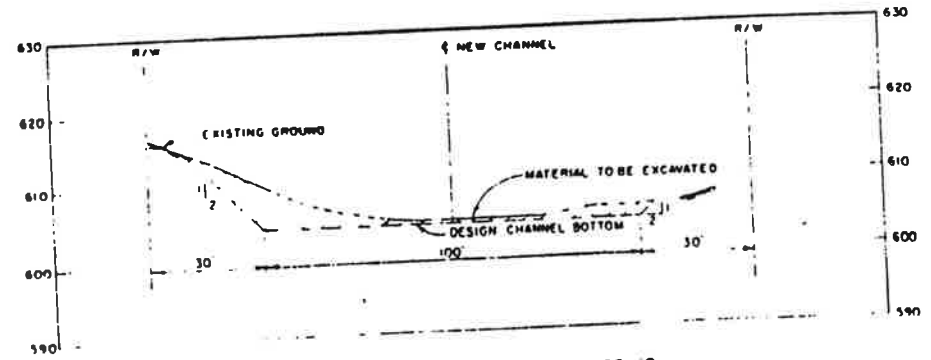 630
R/W
℄ NEW CHANNEL
R/W
630
620
620
EXISTING GROUND
MATERIAL TO BE EXCAVATED
610
610
1
2
DESIGN CHANNEL BOTTOM
2
1
30'
100'
30'
600
600
590
590